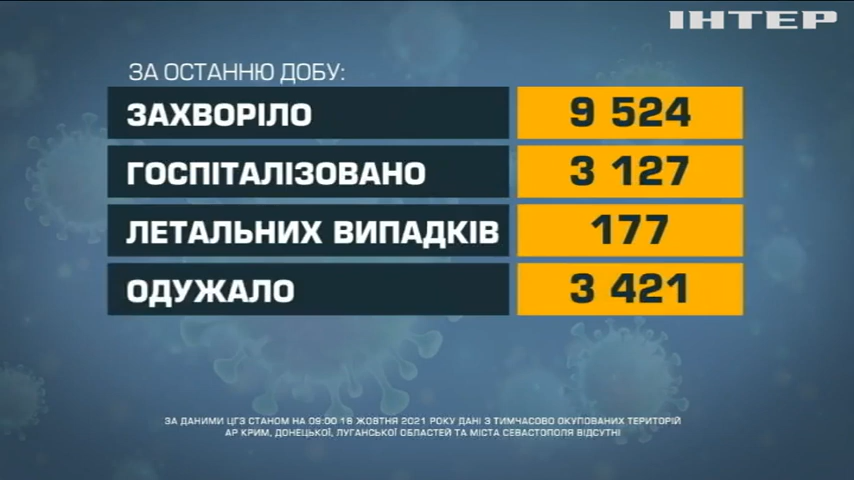 ІНТЕР
ЗА ОСТАННЮ ДОБУ:
ЗАХВОРІЛО 9 524
ГОСПІТАЛІЗОВАНО 3 127
ЛЕТАЛЬНИХ ВИПАДКІВ 177
ОДУЖАЛО 3 421
ЗА ДАНИМИ ЦГЗ СТАНОМ НА 09:00 18 ЖОВТНЯ 2021 РОКУ ДАНІ З ТИМЧАСОВО ОКУПОВАНИХ ТЕРИТОРІЙ
АР КРИМ, ДОНЕЦЬКОЇ, ЛУГАНСЬКОЇ ОБЛАСТЕЙ ТА МІСТА СЕВАСТОПОЛЯ ВІДСУТНІ